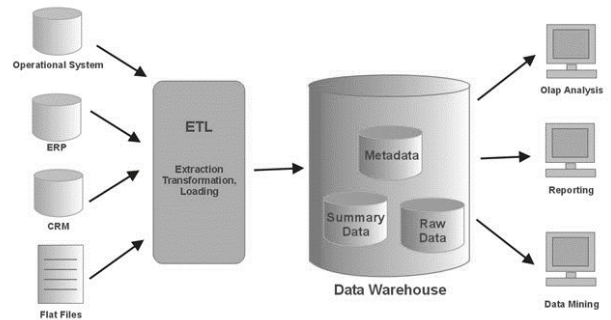 Operational System
ERP
CRM
Flat Files
ETL
Extraction
Transformation,
Loading
Metadata
Summary
Data
Raw
Data
Data Warehouse
Olap Analysis
Reporting
Data Mining